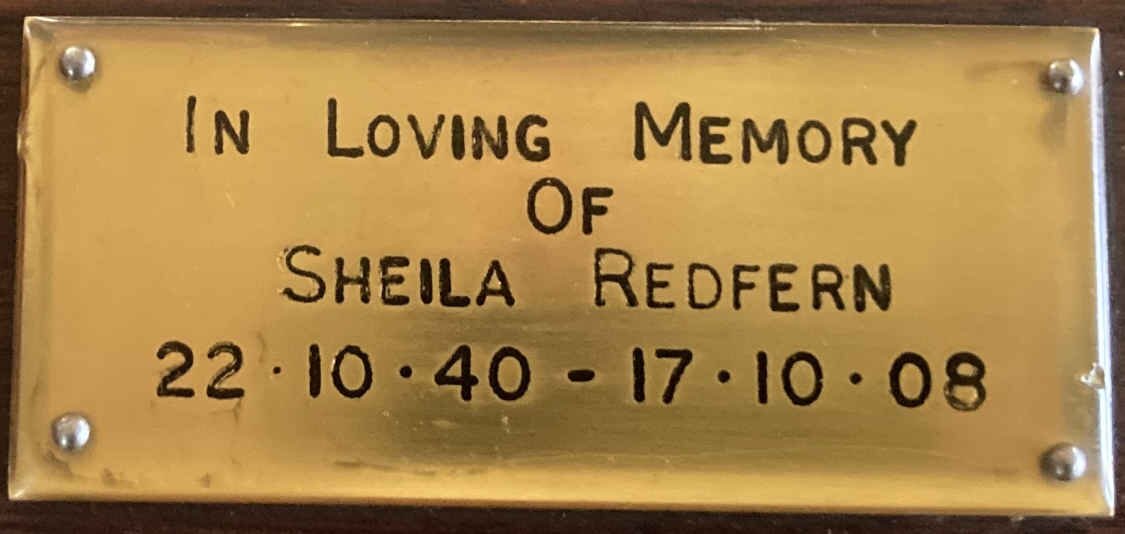 In Loving Memory
Of
Sheila Redfern
22·10·40 - 17·10·08